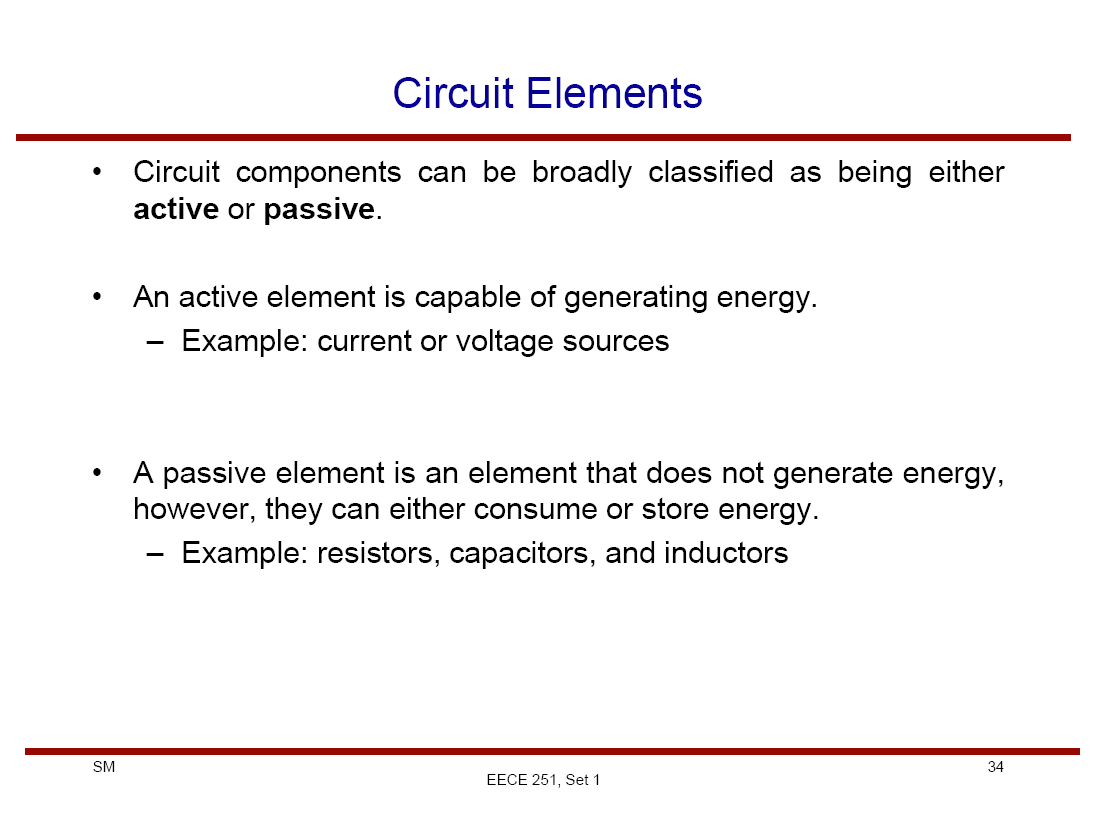 Circuit Elements
• Circuit components can be broadly classified as being either
active or passive.
• An active element is capable of generating energy.
– Example: current or voltage sources
• A passive element is an element that does not generate energy,
however, they can either consume or store energy.
– Example: resistors, capacitors, and inductors
SM
EECE 251, Set 1
34